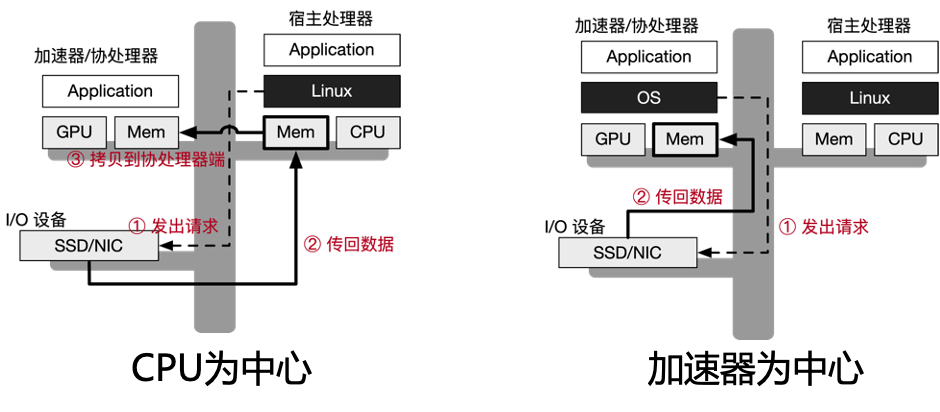 宿主处理器
加速器/协处理器
Application
Application
Linux
GPU
Mem
Mem
CPU
③ 拷贝到协处理器端
I/O 设备
① 发出请求
SSD/NIC
② 传回数据
CPU为中心
加速器/协处理器
宿主处理器
Application
Application
OS
Linux
GPU
Mem
Mem
CPU
② 传回数据
I/O 设备
① 发出请求
SSD/NIC
加速器为中心